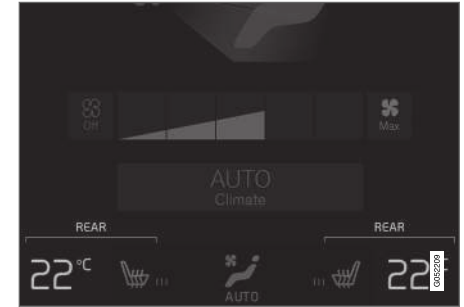 Off
Max
AUTO
Climate
REAR REAR
22°C 22°
AUTO
G052209